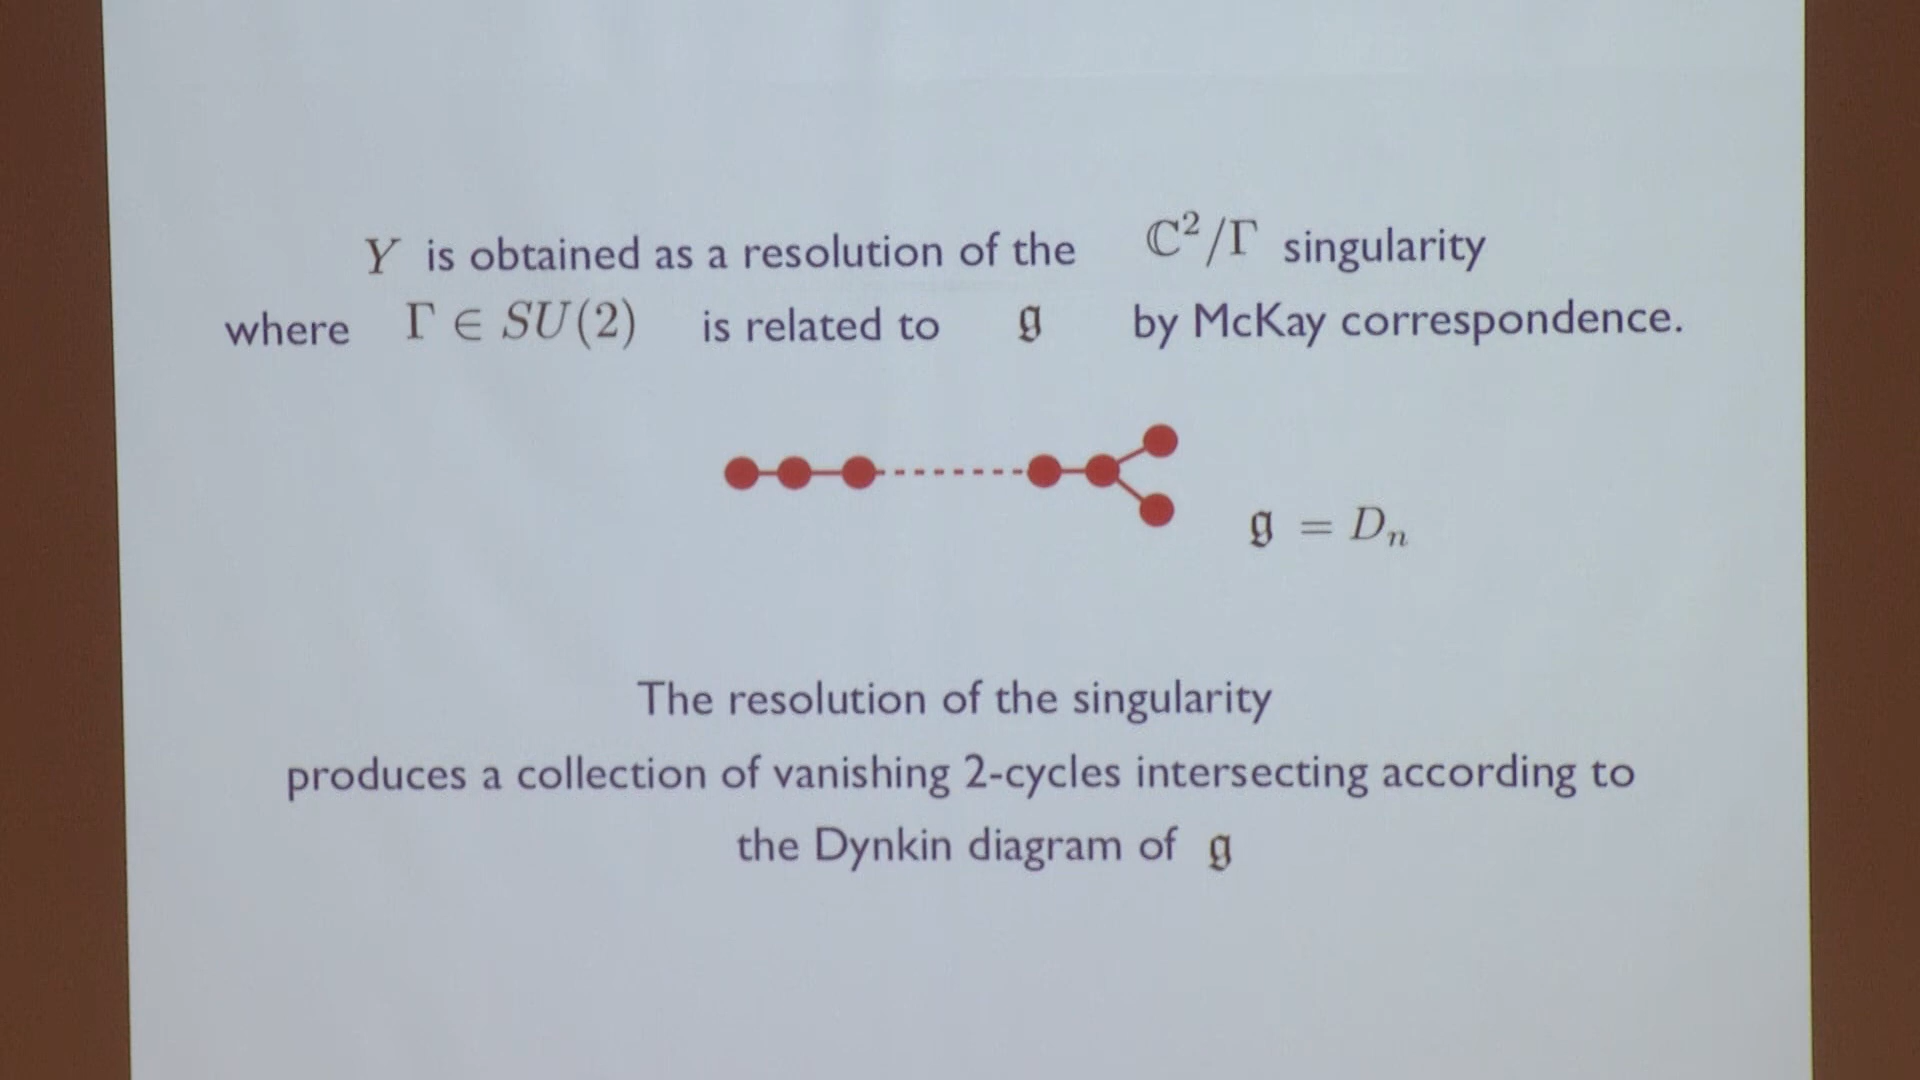 Y is obtained as a resolution of the ℂ²/Γ singularity
where Γ ∈ SU(2) is related to 𝔤 by McKay correspondence.
𝔤 = Dₙ
The resolution of the singularity
produces a collection of vanishing 2-cycles intersecting according to
the Dynkin diagram of 𝔤